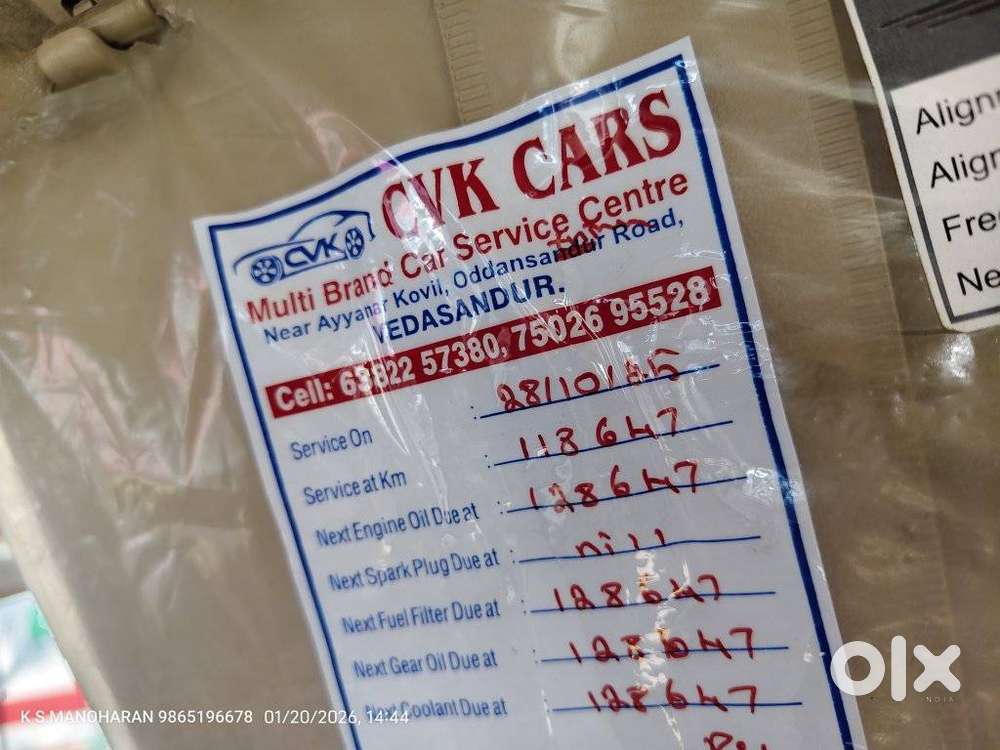 CVK CARS
CVK
Multi Brand Car Service Centre
Near Ayyanar Kovil, Oddansandur Road,
VEDASANDUR.
Cell: 63822 57380, 75026 95528
Service On : 28/10/25
Service at Km : 118647
Next Engine Oil Due at : 128647
Next Spark Plug Due at : nill
Next Fuel Filter Due at : 128647
Next Gear Oil Due at : 128647
Next Coolant Due at : 128647
Align
Align
Fre
Ne
olx
INDIA
K S MANOHARAN 9865196678 01/20/2026, 14:44